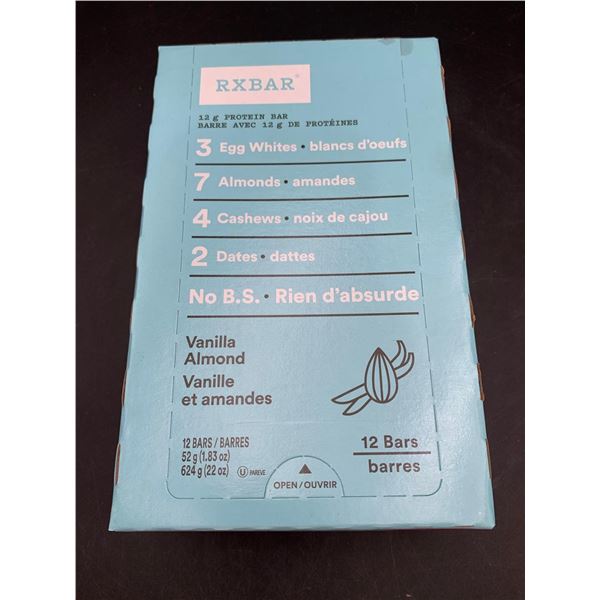 RXBAR®
12 g PROTEIN BAR
BARRE AVEC 12 g DE PROTÉINES
3 Egg Whites • blancs d'oeufs
7 Almonds • amandes
4 Cashews • noix de cajou
2 Dates • dattes
No B.S. • Rien d'absurde
Vanilla
Almond
Vanille
et amandes
12 BARS / BARRES
52 g (1.83 oz)
624 g (22 oz)
U PAREVE
12 Bars
barres
OPEN / OUVRIR